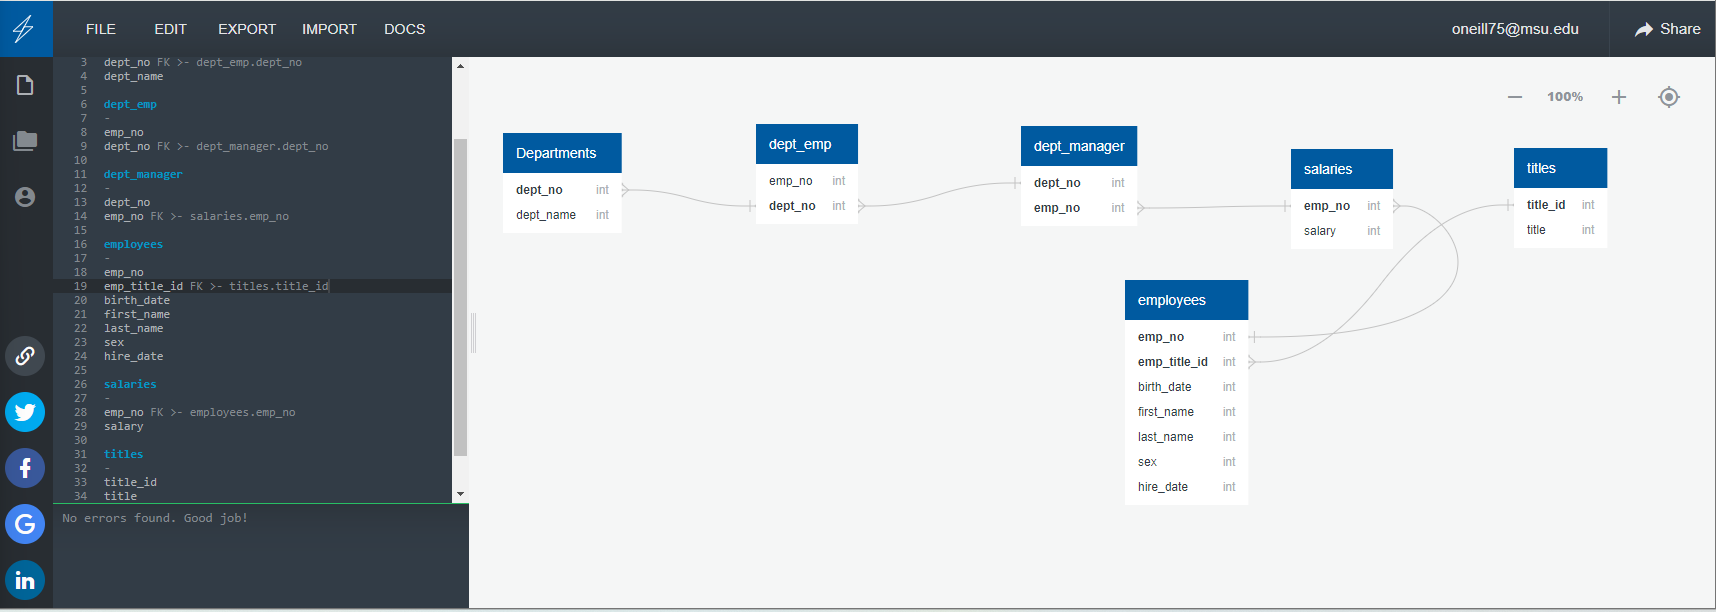 FILE EDIT EXPORT IMPORT DOCS oneill75@msu.edu Share
3 dept_no FK >- dept_emp.dept_no
4 dept_name
5
6 dept_emp
7 -
8 emp_no
9 dept_no FK >- dept_manager.dept_no
10
11 dept_manager
12 -
13 dept_no
14 emp_no FK >- salaries.emp_no
15
16 employees
17 -
18 emp_no
19 emp_title_id FK >- titles.title_id
20 birth_date
21 first_name
22 last_name
23 sex
24 hire_date
25
26 salaries
27 -
28 emp_no FK >- employees.emp_no
29 salary
30
31 titles
32 -
33 title_id
34 title
No errors found. Good job!
100%
Departments
dept_no int
dept_name int
dept_emp
emp_no int
dept_no int
dept_manager
dept_no int
emp_no int
salaries
emp_no int
salary int
titles
title_id int
title int
employees
emp_no int
emp_title_id int
birth_date int
first_name int
last_name int
sex int
hire_date int
f
G
in